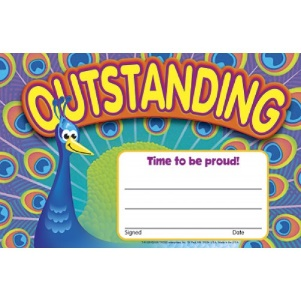 OUTSTANDING
Time to be proud!
Signed Date